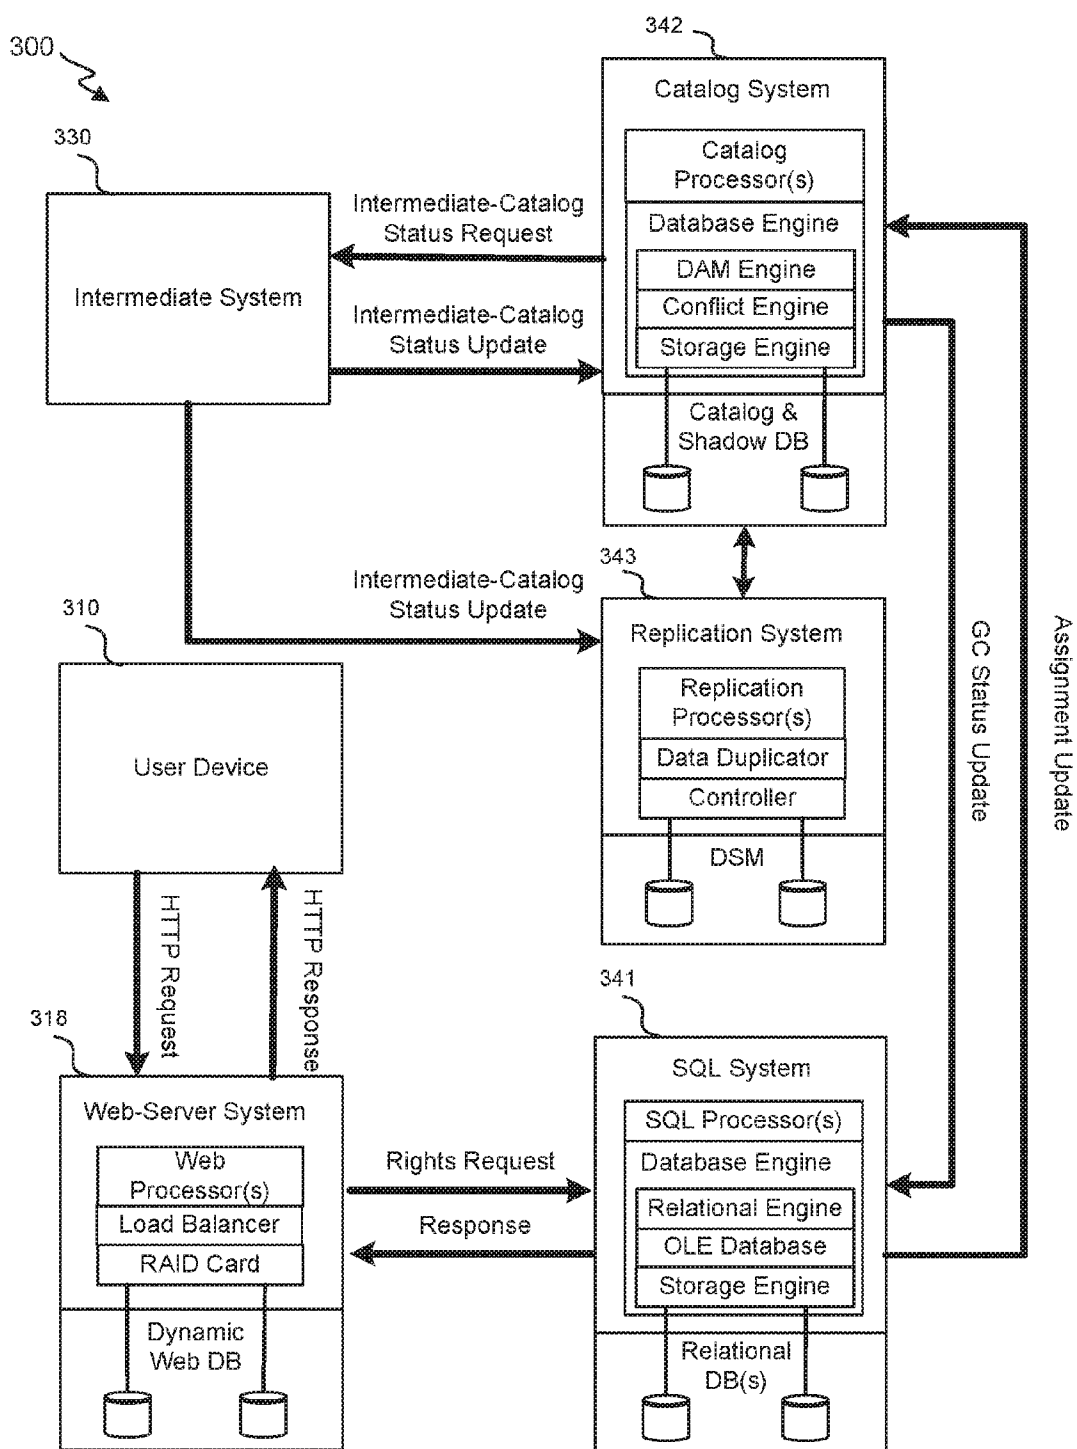 300
342
Catalog System
Catalog
Processor(s)
Database Engine
DAM Engine
Conflict Engine
Storage Engine
Catalog &
Shadow DB
330
Intermediate System
Intermediate-Catalog
Status Request
Intermediate-Catalog
Status Update
Intermediate-Catalog
Status Update
343
Replication System
Replication
Processor(s)
Data Duplicator
Controller
DSM
GC Status Update
Assignment Update
310
User Device
HTTP Request
HTTP Response
318
Web-Server System
Web
Processor(s)
Load Balancer
RAID Card
Dynamic
Web DB
Rights Request
Response
341
SQL System
SQL Processor(s)
Database Engine
Relational Engine
OLE Database
Storage Engine
Relational
DB(s)